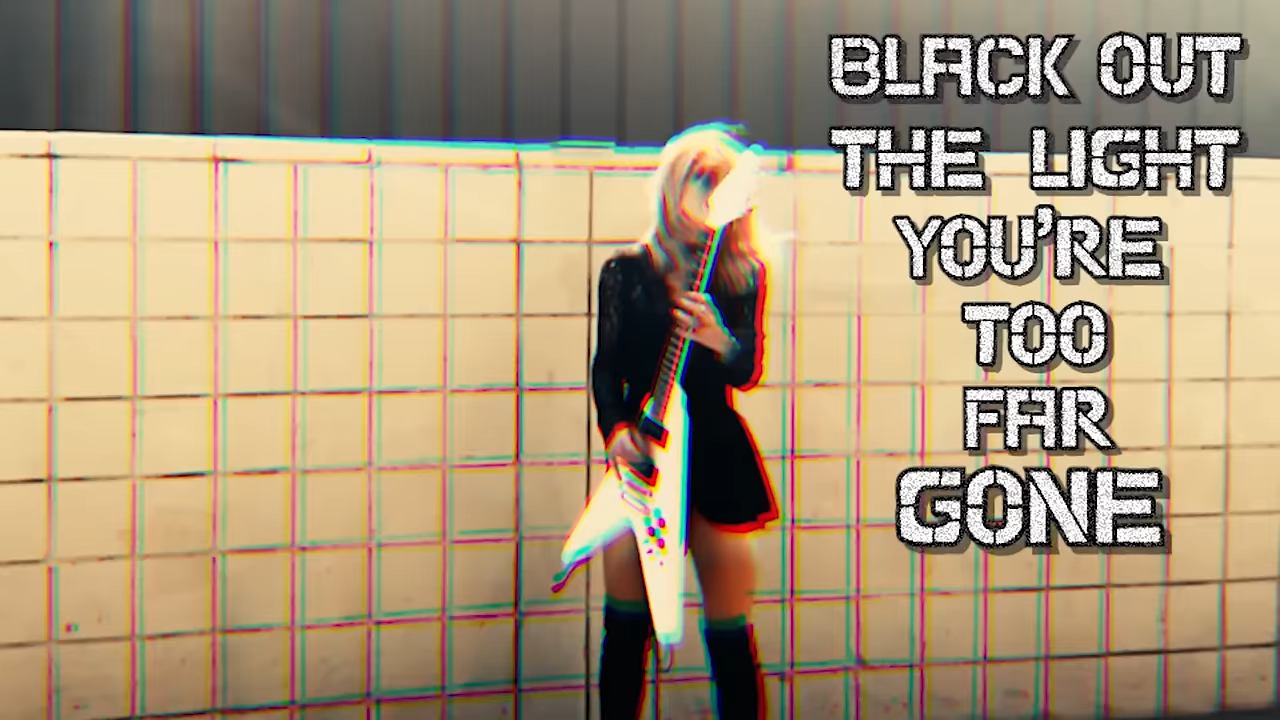 BLACK OUT
THE LIGHT
YOU'RE
TOO
FAR
GONE